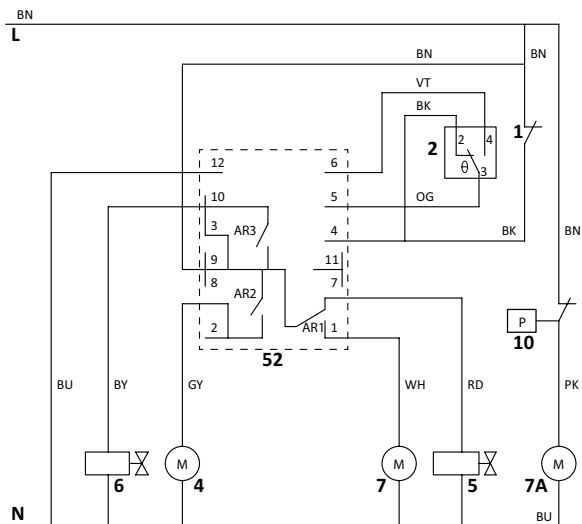 BN
L
BN BN
VT
BK
2 4
1
2
θ
3
12 6
10 5 OG
3 AR3 4 BK BN
9 11
8 7
AR2
P
2 AR1 1 10
52
BU BY GY WH RD PK
M M M
6 4 7 5 7A
N BU